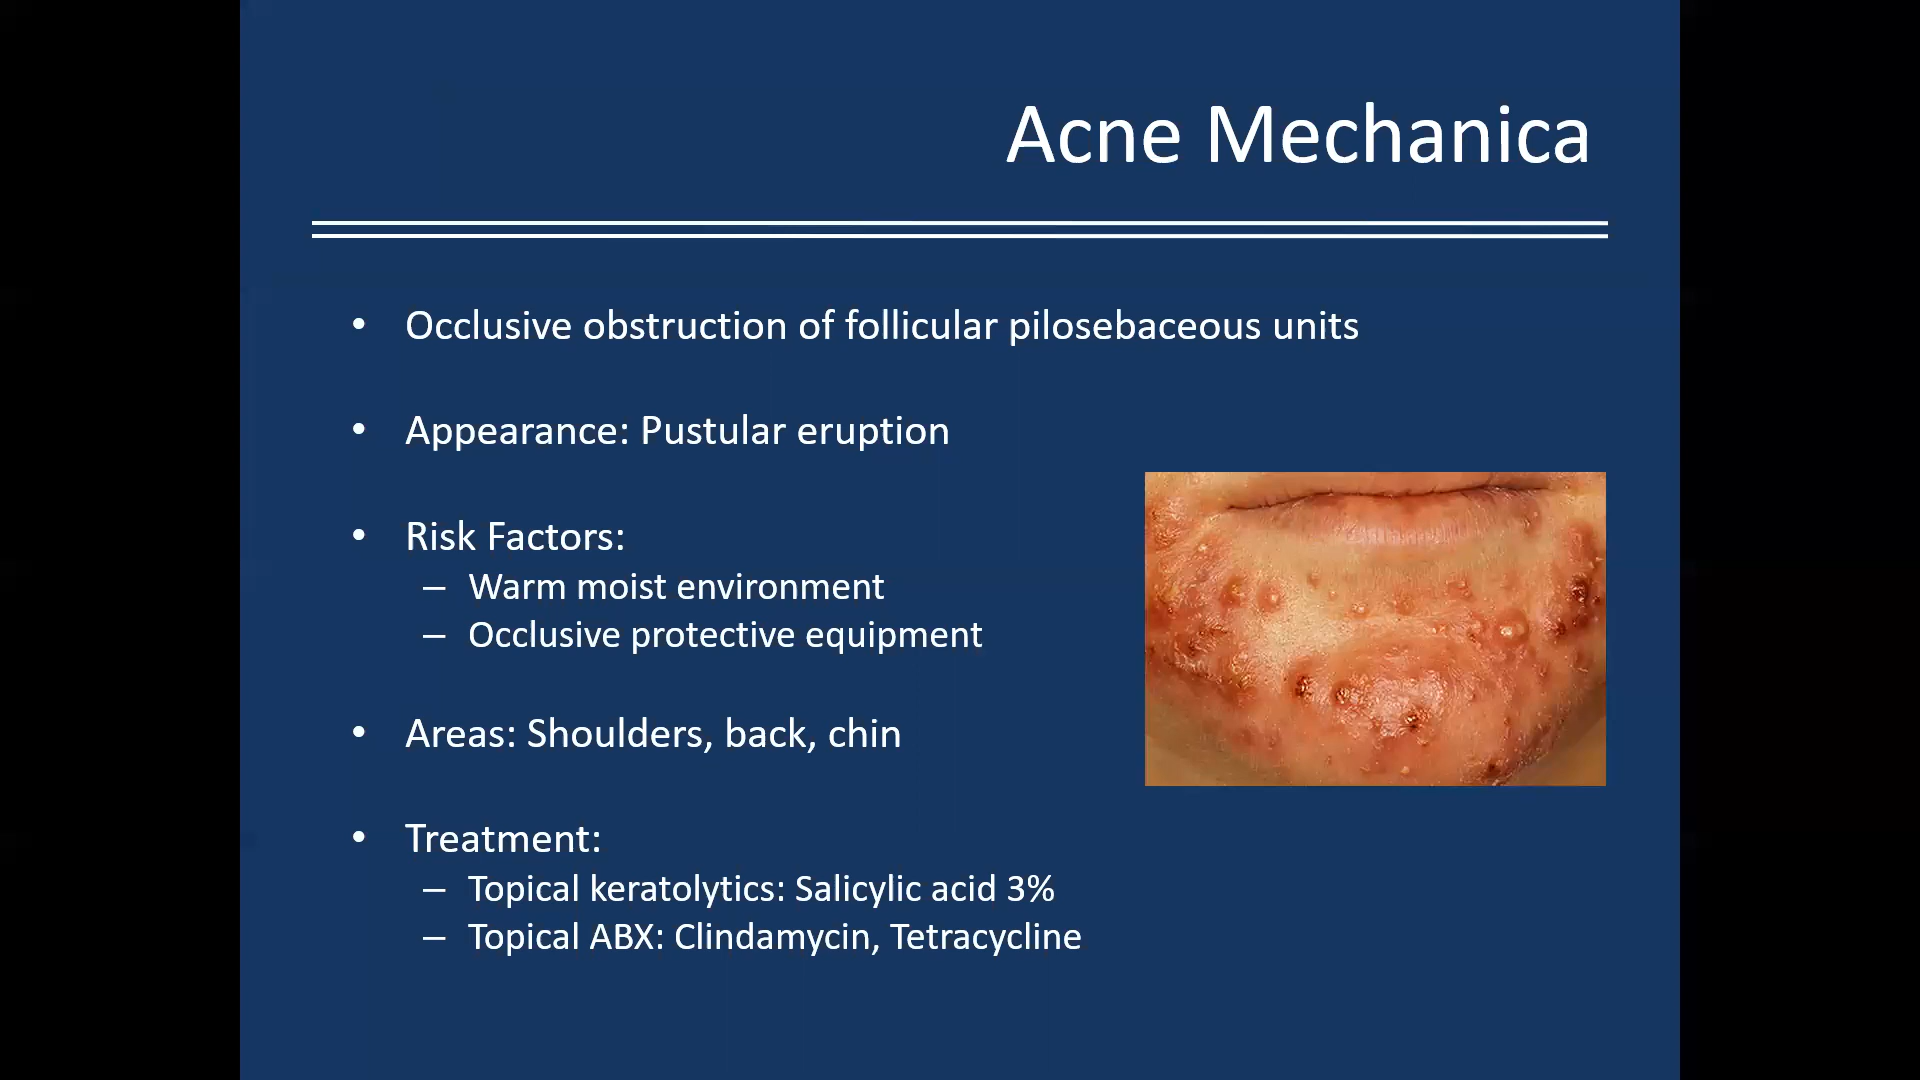 Acne Mechanica
• Occlusive obstruction of follicular pilosebaceous units
• Appearance: Pustular eruption
• Risk Factors:
– Warm moist environment
– Occlusive protective equipment
• Areas: Shoulders, back, chin
• Treatment:
– Topical keratolytics: Salicylic acid 3%
– Topical ABX: Clindamycin, Tetracycline